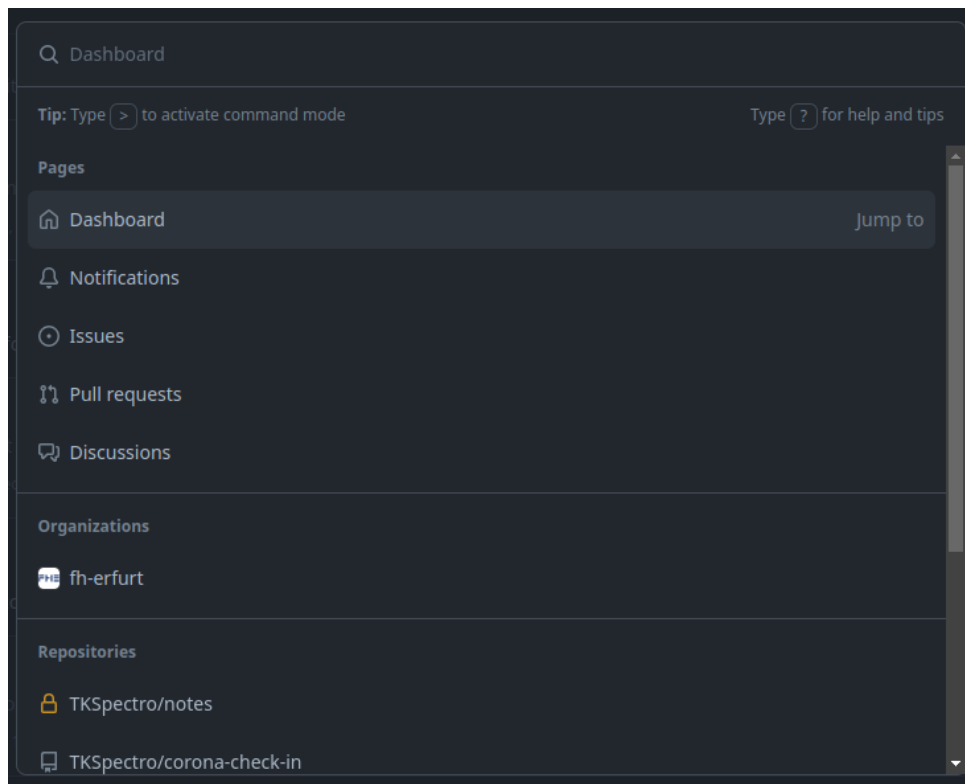 Dashboard
Tip: Type > to activate command mode Type ? for help and tips
Pages
Dashboard Jump to
Notifications
Issues
Pull requests
Discussions
Organizations
FHE fh-erfurt
Repositories
TKSpectro/notes
TKSpectro/corona-check-in